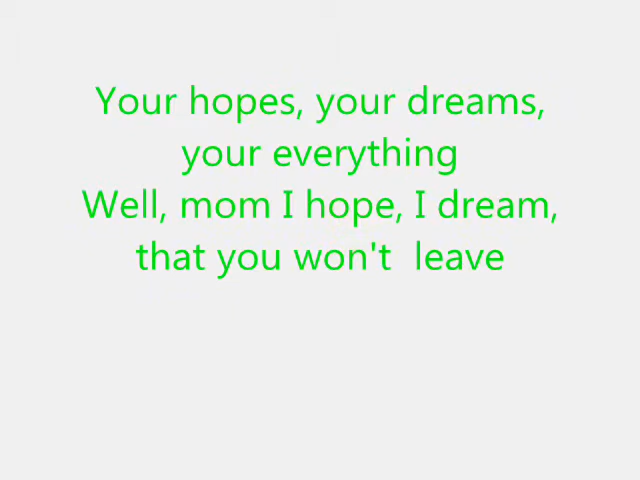 Your hopes, your dreams,
your everything
Well, mom I hope, I dream,
that you won't  leave